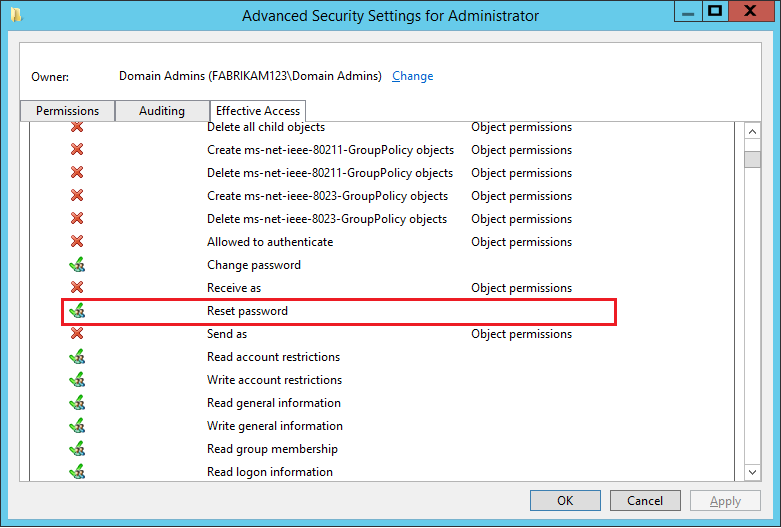 Advanced Security Settings for Administrator
Owner: Domain Admins (FABRIKAM123\Domain Admins) Change
Permissions Auditing Effective Access
Delete all child objects Object permissions
Create ms-net-ieee-80211-GroupPolicy objects Object permissions
Delete ms-net-ieee-80211-GroupPolicy objects Object permissions
Create ms-net-ieee-8023-GroupPolicy objects Object permissions
Delete ms-net-ieee-8023-GroupPolicy objects Object permissions
Allowed to authenticate Object permissions
Change password
Receive as Object permissions
Reset password
Send as Object permissions
Read account restrictions
Write account restrictions
Read general information
Write general information
Read group membership
Read logon information
OK Cancel Apply